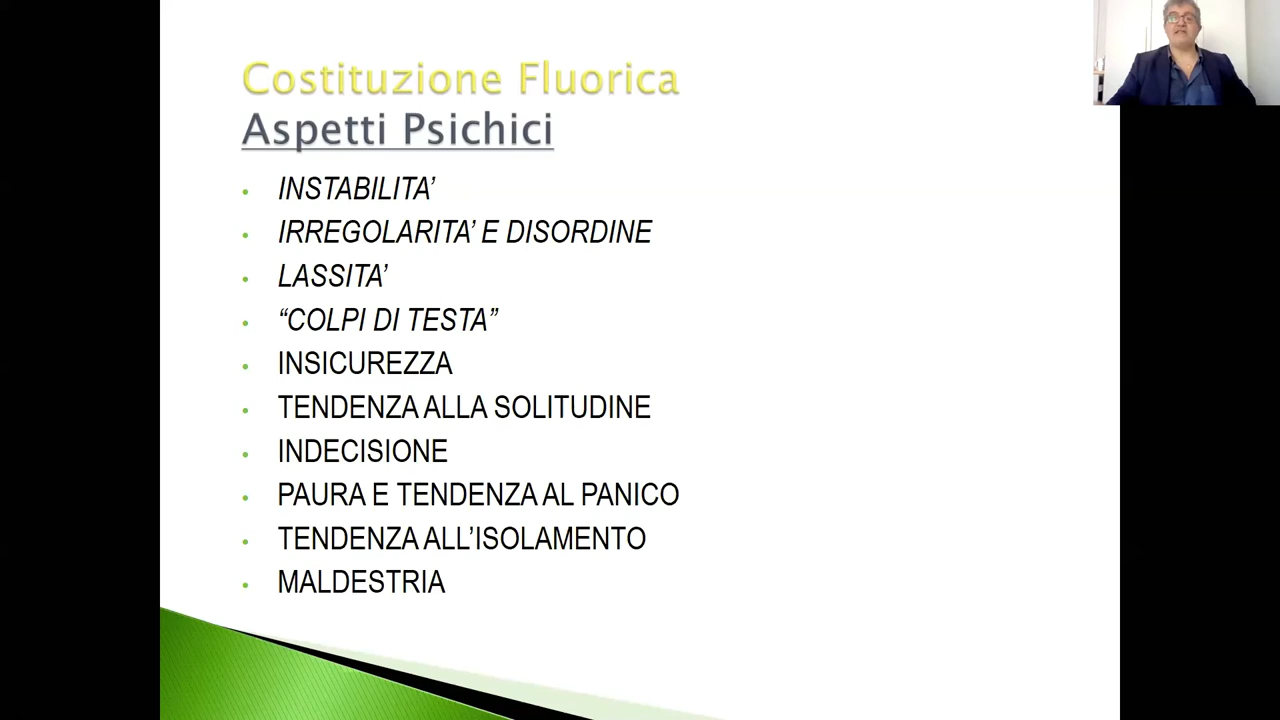 Costituzione Fluorica
Aspetti Psichici
• INSTABILITA’
• IRREGOLARITA’ E DISORDINE
• LASSITA’
• “COLPI DI TESTA”
• INSICUREZZA
• TENDENZA ALLA SOLITUDINE
• INDECISIONE
• PAURA E TENDENZA AL PANICO
• TENDENZA ALL’ISOLAMENTO
• MALDESTRIA